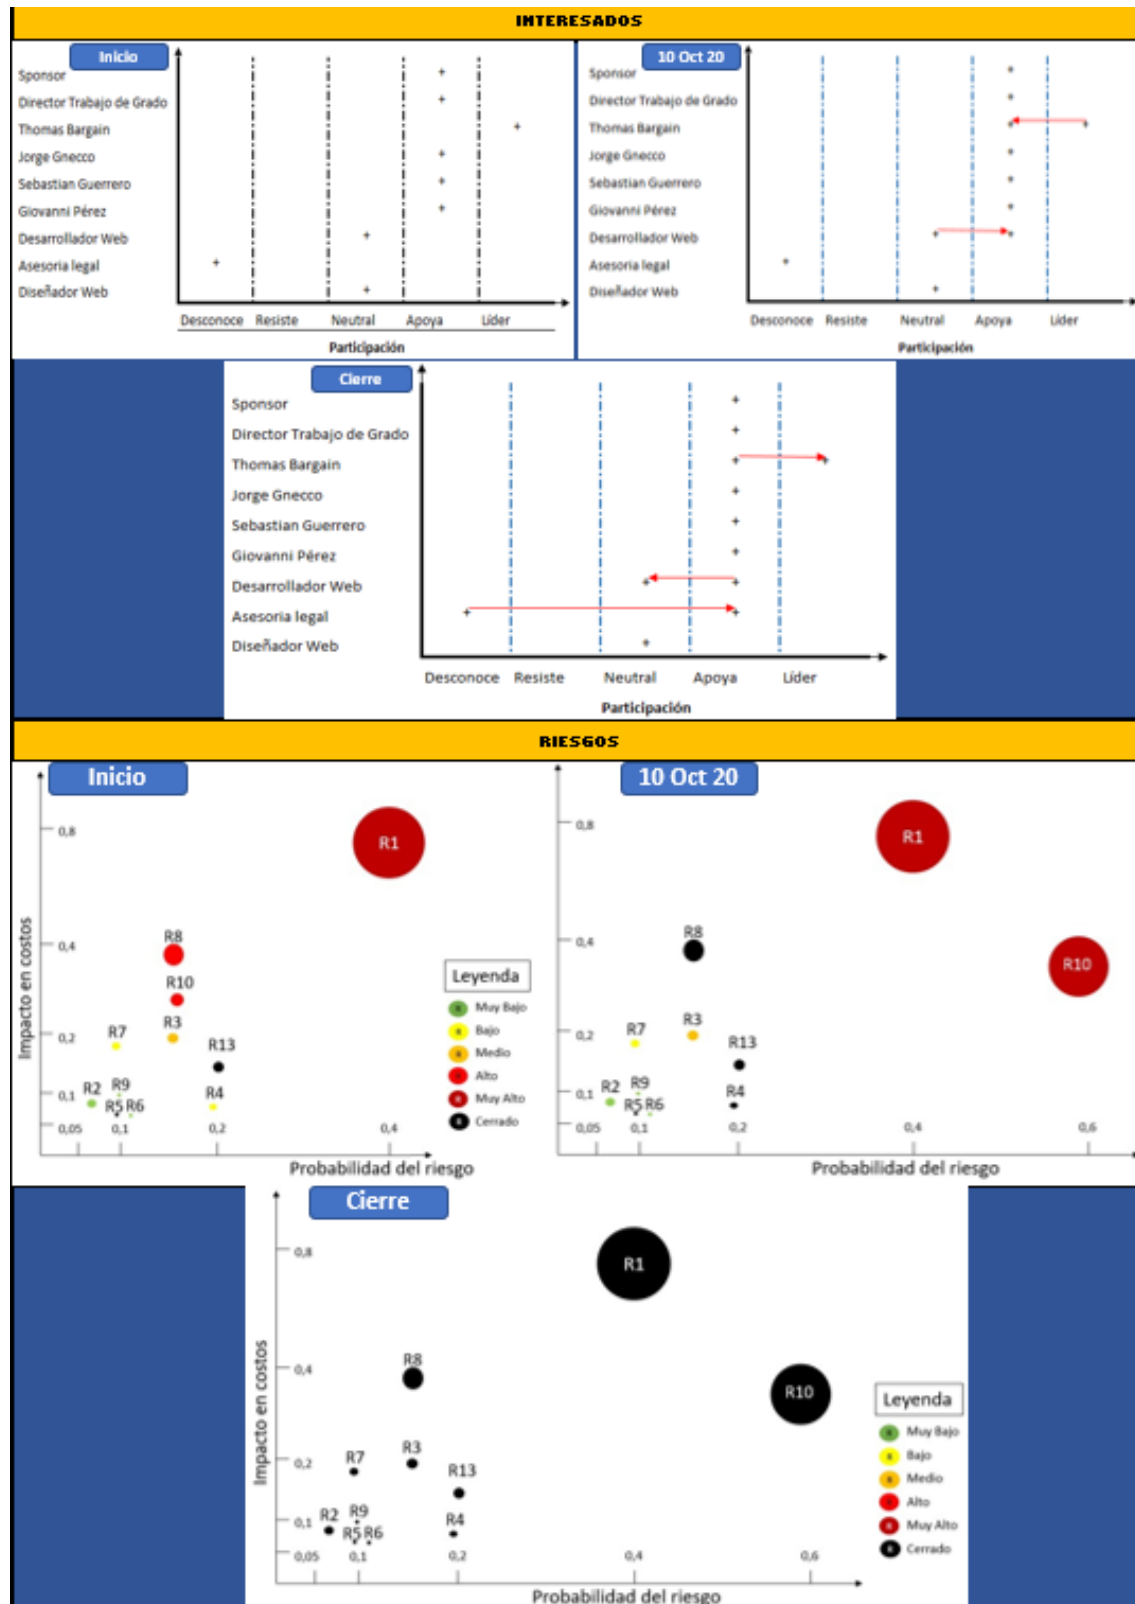 INTERESADOS
Inicio
Sponsor
Director Trabajo de Grado
Thomas Bargain
Jorge Gnecco
Sebastian Guerrero
Giovanni Pérez
Desarrollador Web
Asesoria legal
Diseñador Web
Desconoce Resiste Neutral Apoya Líder
Participación
10 Oct 20
Sponsor
Director Trabajo de Grado
Thomas Bargain
Jorge Gnecco
Sebastian Guerrero
Giovanni Pérez
Desarrollador Web
Asesoria legal
Diseñador Web
Desconoce Resiste Neutral Apoya Líder
Participación
Cierre
Sponsor
Director Trabajo de Grado
Thomas Bargain
Jorge Gnecco
Sebastian Guerrero
Giovanni Pérez
Desarrollador Web
Asesoria legal
Diseñador Web
Desconoce Resiste Neutral Apoya Líder
Participación
RIESGOS
Inicio
Impacto en costos
0,8
0,4
0,2
0,1
0,05 0,1 0,2 0,4
R1
R8
R10
R3
R7
R13
R2 R9 R4
R5 R6
Probabilidad del riesgo
Leyenda
R Muy Bajo
R Bajo
R Medio
R Alto
R Muy Alto
R Cerrado
10 Oct 20
0,8
0,4
0,2
0,1
0,05 0,1 0,2 0,4 0,6
R1
R8
R10
R7 R3
R13
R2 R9 R4
R5 R6
Probabilidad del riesgo
Cierre
Impacto en costos
0,8
0,4
0,2
0,1
0,05 0,1 0,2 0,4 0,6
R1
R8
R10
R7 R3
R13
R2 R9 R4
R5 R6
Probabilidad del riesgo
Leyenda
R Muy Bajo
R Bajo
R Medio
R Alto
R Muy Alto
R Cerrado